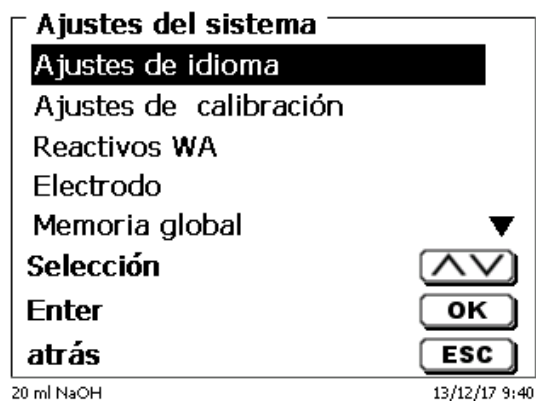 Ajustes del sistema
Ajustes de idioma
Ajustes de  calibración
Reactivos WA
Electrodo
Memoria global
Selección
Enter OK
atrás ESC
20 ml NaOH 13/12/17 9:40